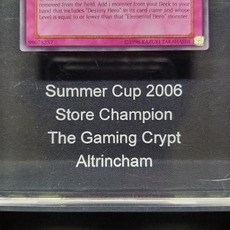 removed from the field. Add 1 monster from your Deck to your
hand that includes "Destiny Hero" in its card name and whose
Level is equal to or lower than that "Elemental Hero" monster.
©1996 KAZUKI TAKAHASHI
Summer Cup 2006
Store Champion
The Gaming Crypt
Altrincham